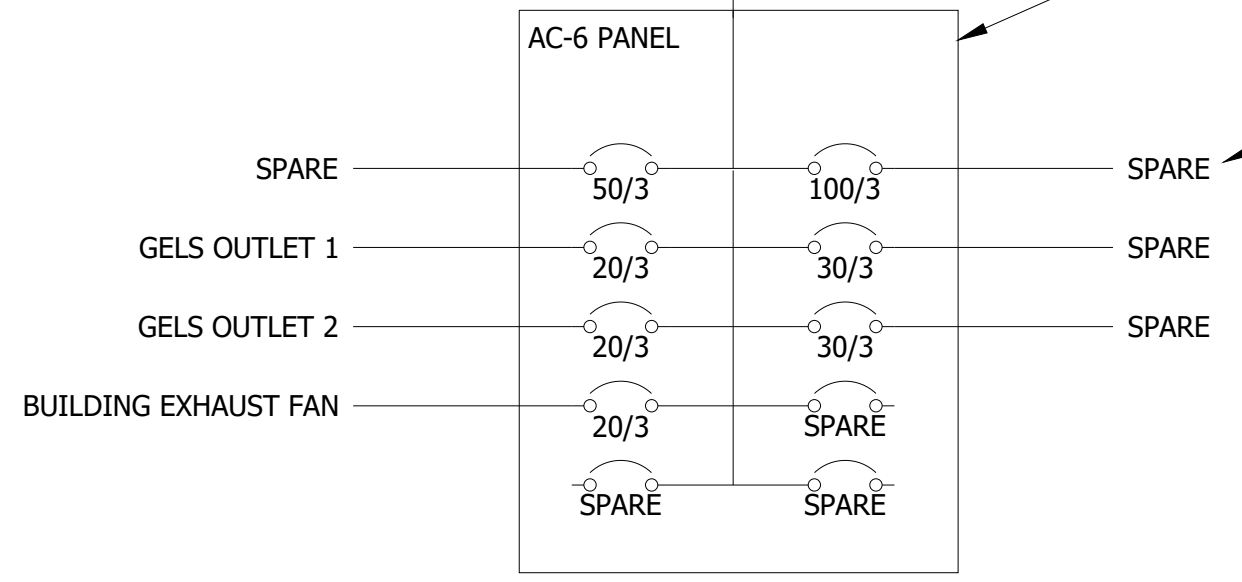 AC-6 PANEL
SPARE
50/3
100/3
SPARE
GELS OUTLET 1
20/3
30/3
SPARE
GELS OUTLET 2
20/3
30/3
SPARE
BUILDING EXHAUST FAN
20/3
SPARE
SPARE
SPARE